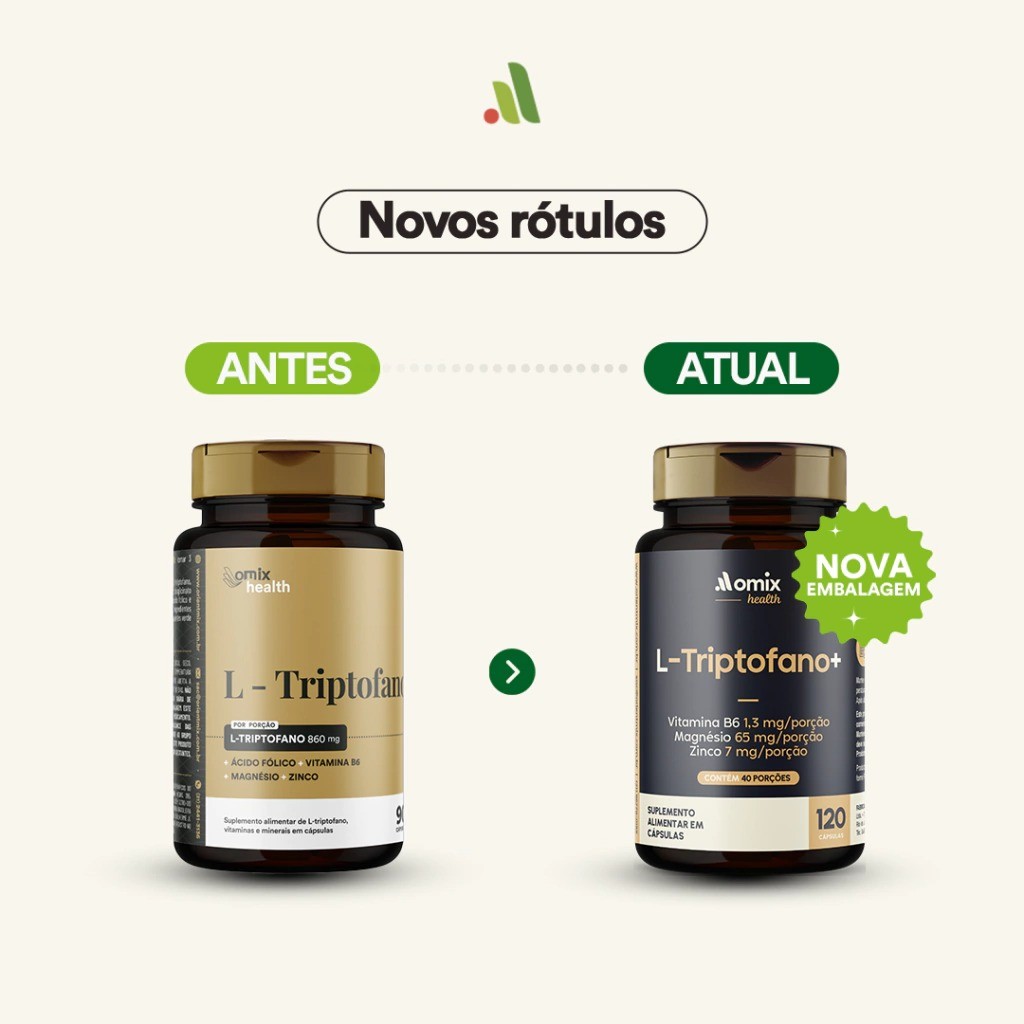 Novos rótulos
ANTES
ATUAL
omix
health
L - Triptofano
POR PORÇÃO
L-TRIPTOFANO 860 mg
+ ÁCIDO FÓLICO + VITAMINA B6
+ MAGNÉSIO + ZINCO
Suplemento alimentar de L-triptofano,
vitaminas e minerais em cápsulas
omix
health
L-Triptofano+
Vitamina B6 1,3 mg/porção
Magnésio 65 mg/porção
Zinco 7 mg/porção
CONTÉM 40 PORÇÕES
SUPLEMENTO
ALIMENTAR EM
CÁPSULAS
120
CÁPSULAS
NOVA
EMBALAGEM